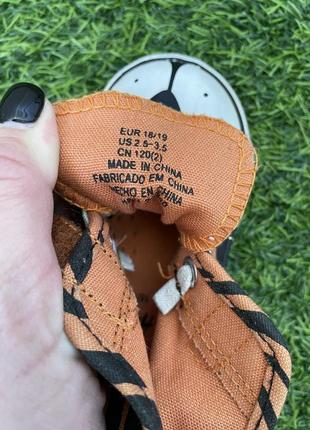 EUR 18/19
US 2.5-3.5
CN 120(2)
MADE IN CHINA
FABRICADO EM CHINA
HECHO EN CHINA